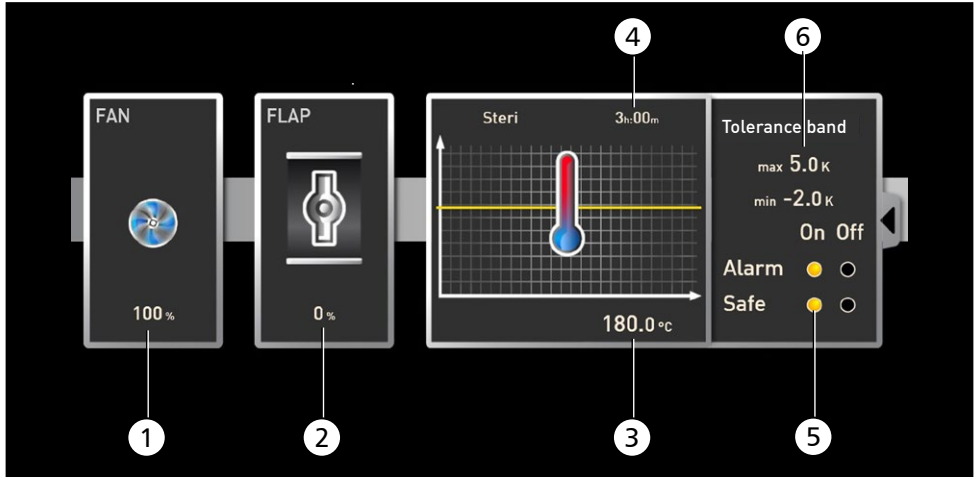 4
6
FAN
FLAP
Steri 3h:00m
Tolerance band
max 5.0 K
min -2.0 K
On Off
Alarm
Safe
100 %
0 %
180.0 °C
1
2
3
5